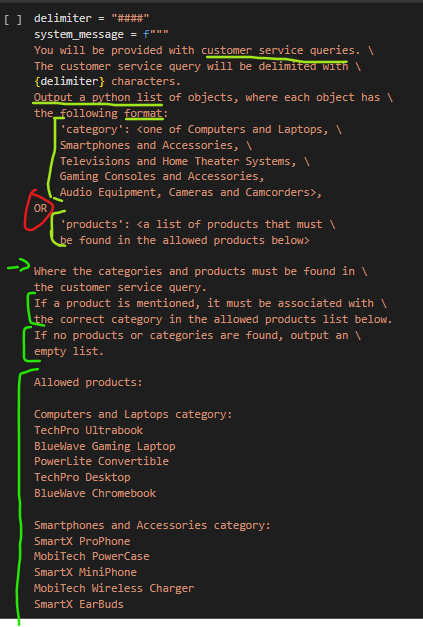 [ ] delimiter = "####"
system_message = f"""
You will be provided with customer service queries. \
The customer service query will be delimited with \
{delimiter} characters.
Output a python list of objects, where each object has \
the following format:
'category': <one of Computers and Laptops, \
Smartphones and Accessories, \
Televisions and Home Theater Systems, \
Gaming Consoles and Accessories,
Audio Equipment, Cameras and Camcorders>,
OR
'products': <a list of products that must \
be found in the allowed products below>
Where the categories and products must be found in \
the customer service query.
If a product is mentioned, it must be associated with \
the correct category in the allowed products list below.
If no products or categories are found, output an \
empty list.
Allowed products:
Computers and Laptops category:
TechPro Ultrabook
BlueWave Gaming Laptop
PowerLite Convertible
TechPro Desktop
BlueWave Chromebook
Smartphones and Accessories category:
SmartX ProPhone
MobiTech PowerCase
SmartX MiniPhone
MobiTech Wireless Charger
SmartX EarBuds